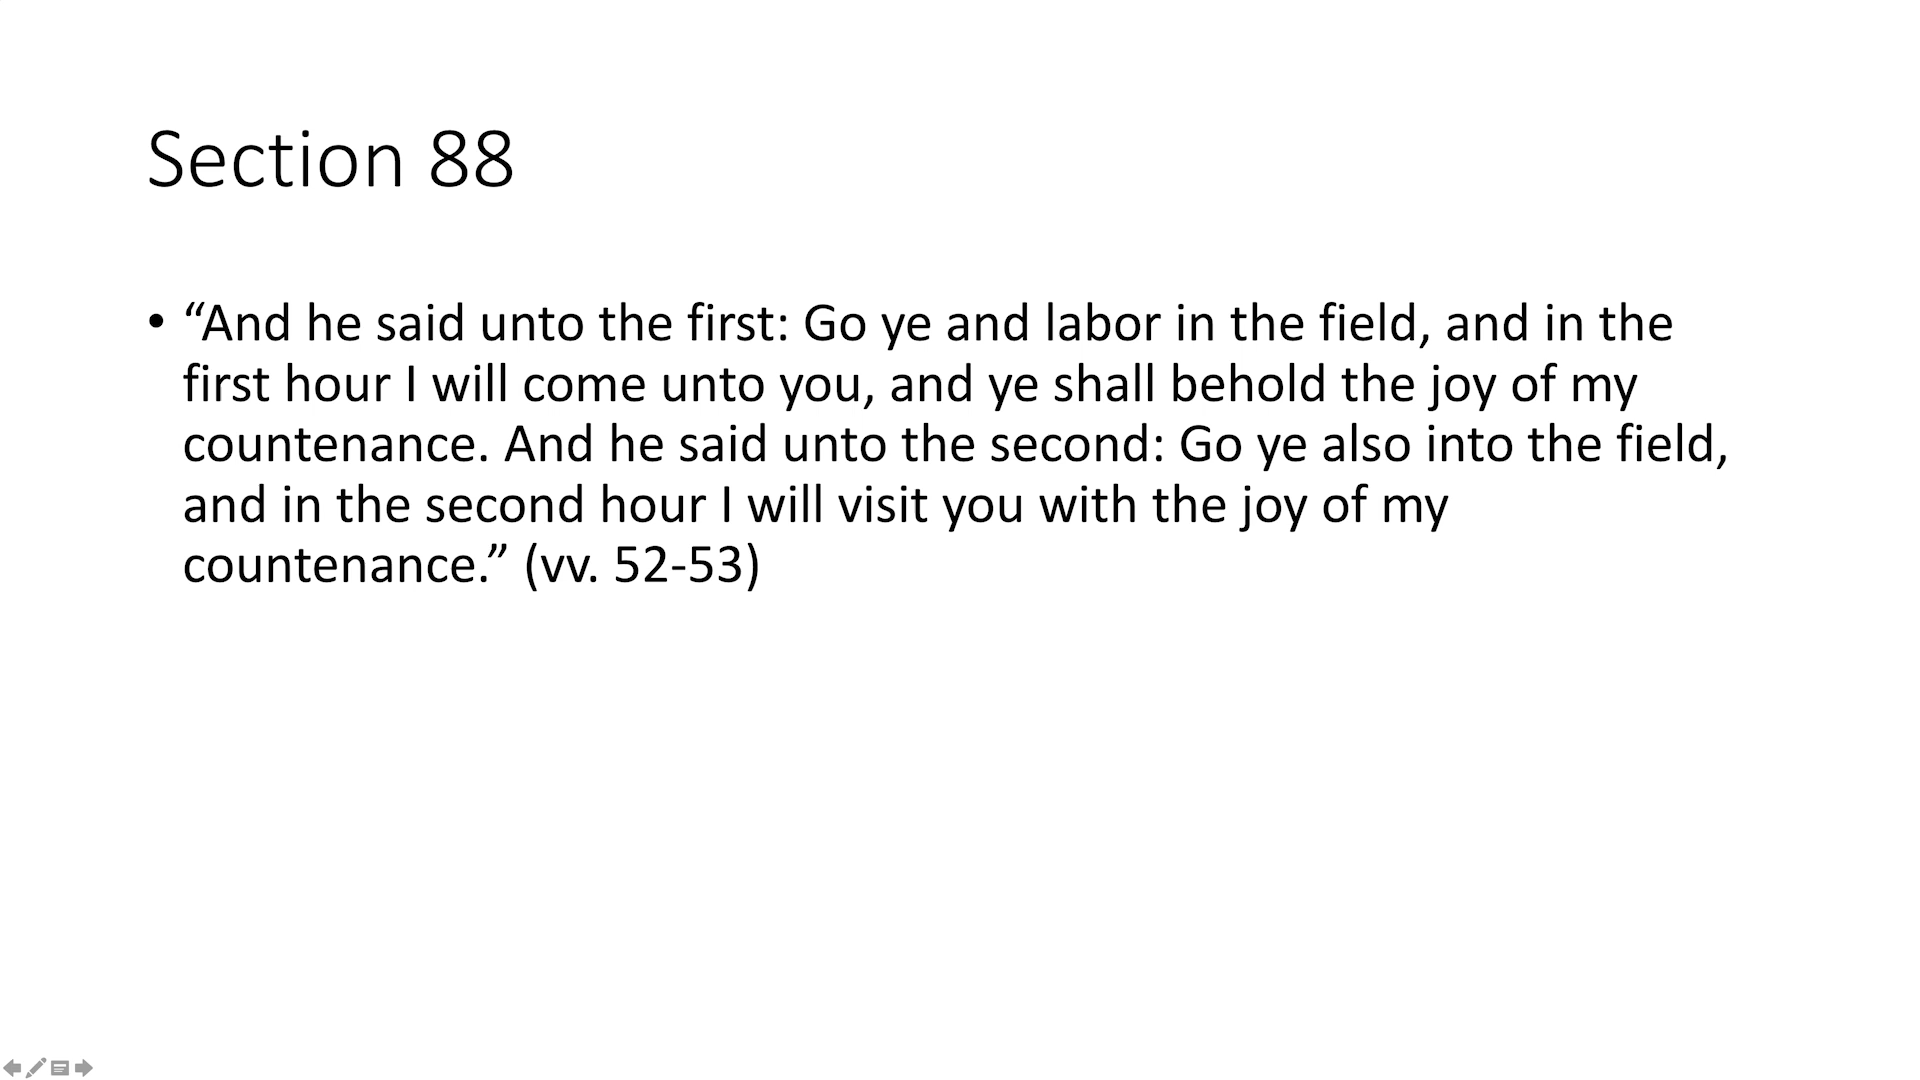 Section 88
• “And he said unto the first: Go ye and labor in the field, and in the
first hour I will come unto you, and ye shall behold the joy of my
countenance. And he said unto the second: Go ye also into the field,
and in the second hour I will visit you with the joy of my
countenance.” (vv. 52-53)